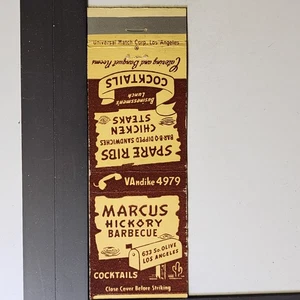 Universal Match Corp., Los Angeles
Catering and Banquet Rooms
COCKTAILS
Businessmen's
Lunch
SPARE RIBS
BAR-B-Q DIPPED SANDWICHES
CHICKEN
STEAKS
VAndike 4979
MARCUS
HICKORY
BARBECUE
633 So. OLIVE
LOS ANGELES
COCKTAILS
Close Cover Before Striking